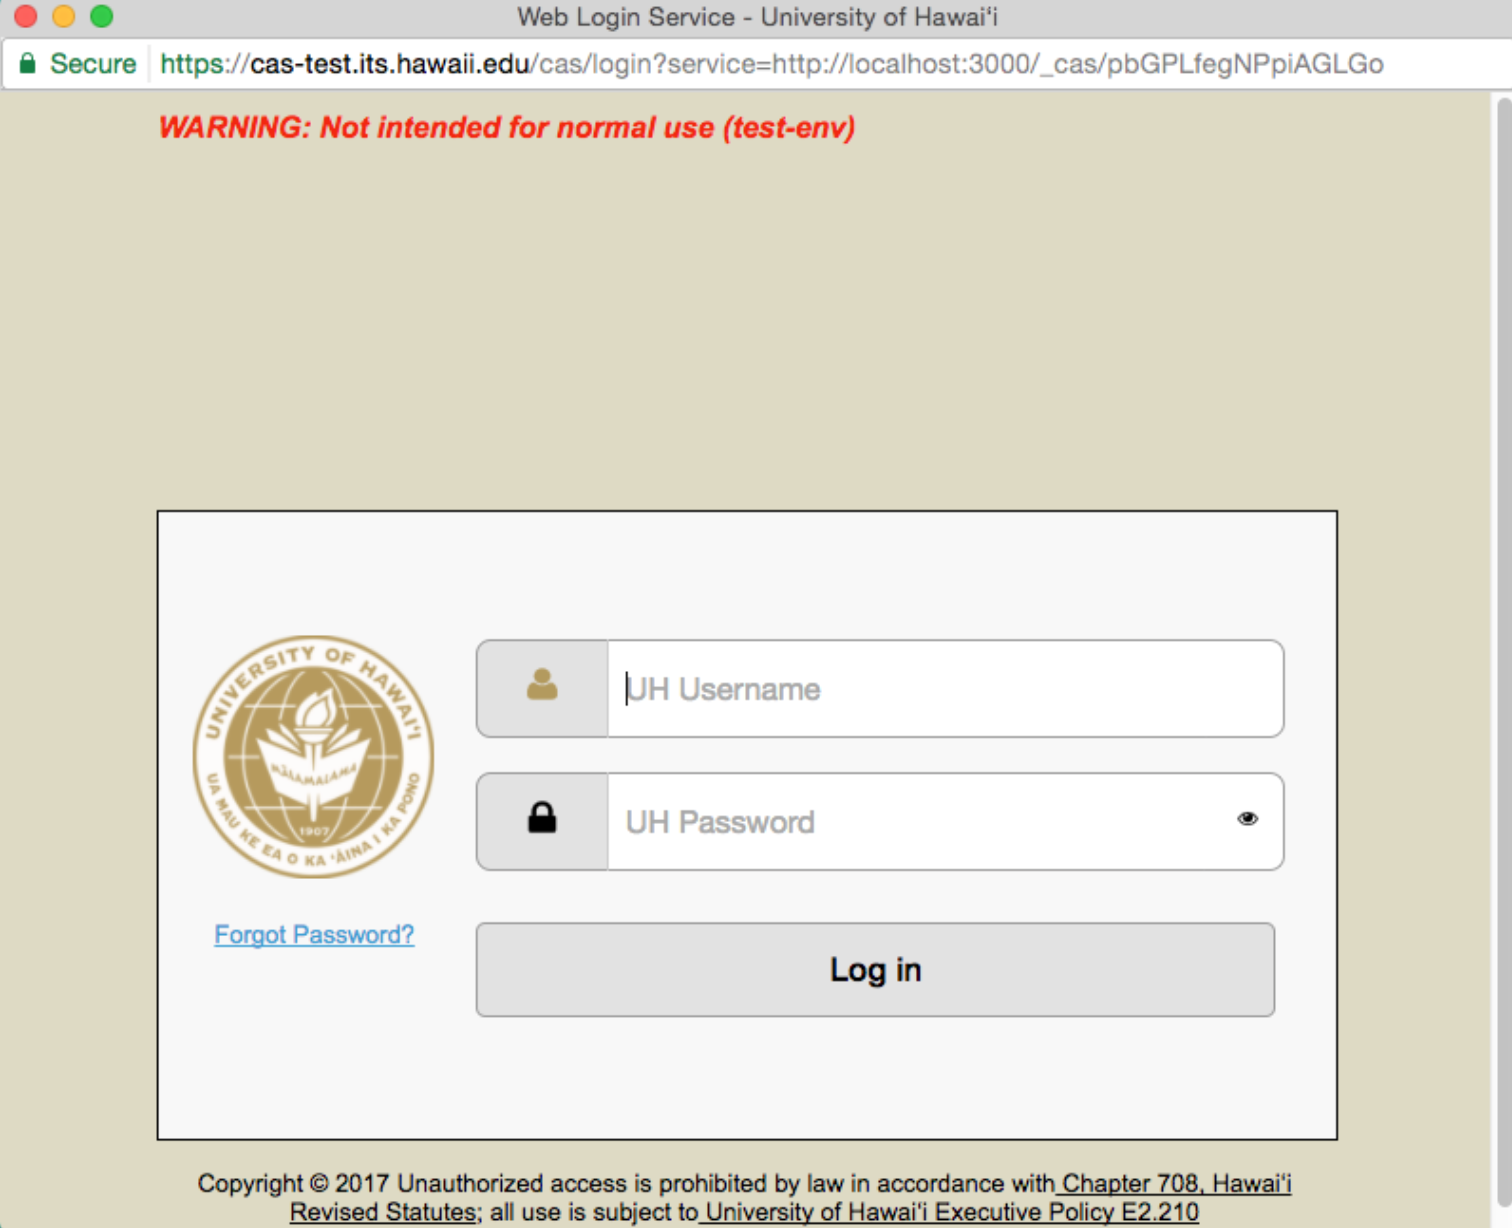 Web Login Service - University of Hawaiʻi
Secure https://cas-test.its.hawaii.edu/cas/login?service=http://localhost:3000/_cas/pbGPLfegNPpiAGLGo
WARNING: Not intended for normal use (test-env)
UNIVERSITY OF HAWAIʻI
MĀLAMALAMA
1907
UA MAU KE EA O KA ʻĀINA I KA PONO
UH Username
UH Password
Forgot Password?
Log in
Copyright © 2017 Unauthorized access is prohibited by law in accordance with Chapter 708, Hawaiʻi
Revised Statutes; all use is subject to University of Hawaiʻi Executive Policy E2.210